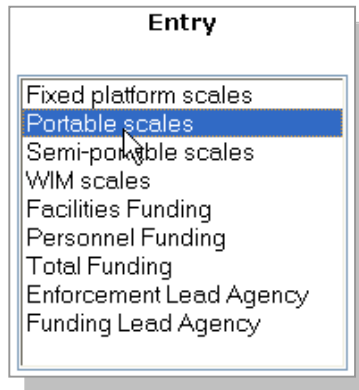 Entry
Fixed platform scales
Portable scales
Semi-portable scales
WIM scales
Facilities Funding
Personnel Funding
Total Funding
Enforcement Lead Agency
Funding Lead Agency